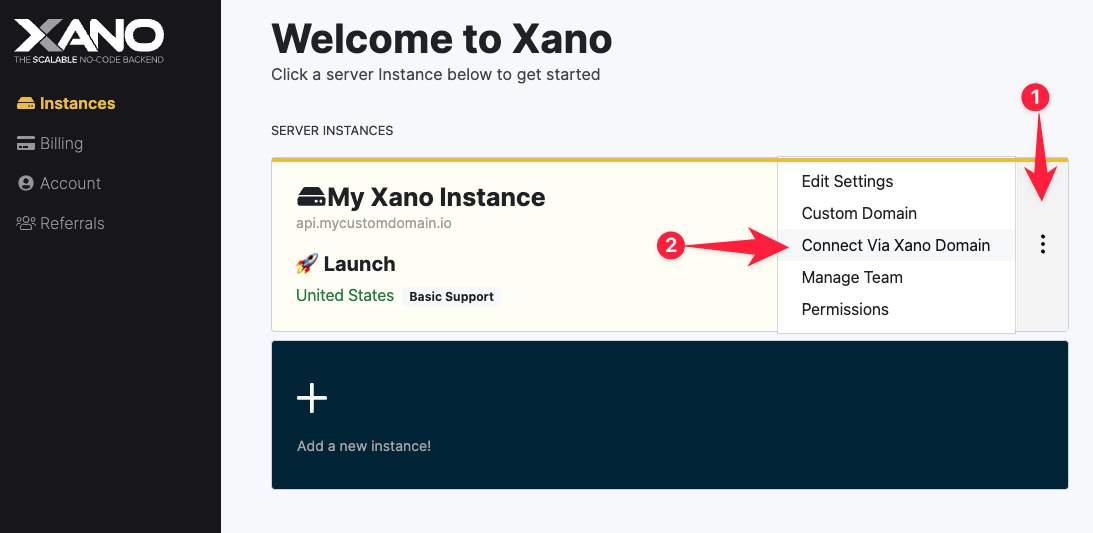 XANO
THE SCALABLE NO-CODE BACKEND
Instances
Billing
Account
Referrals
Welcome to Xano
Click a server Instance below to get started
SERVER INSTANCES
My Xano Instance
api.mycustomdomain.io
🚀 Launch
United States Basic Support
1
Edit Settings
Custom Domain
2 Connect Via Xano Domain
Manage Team
Permissions
Add a new instance!